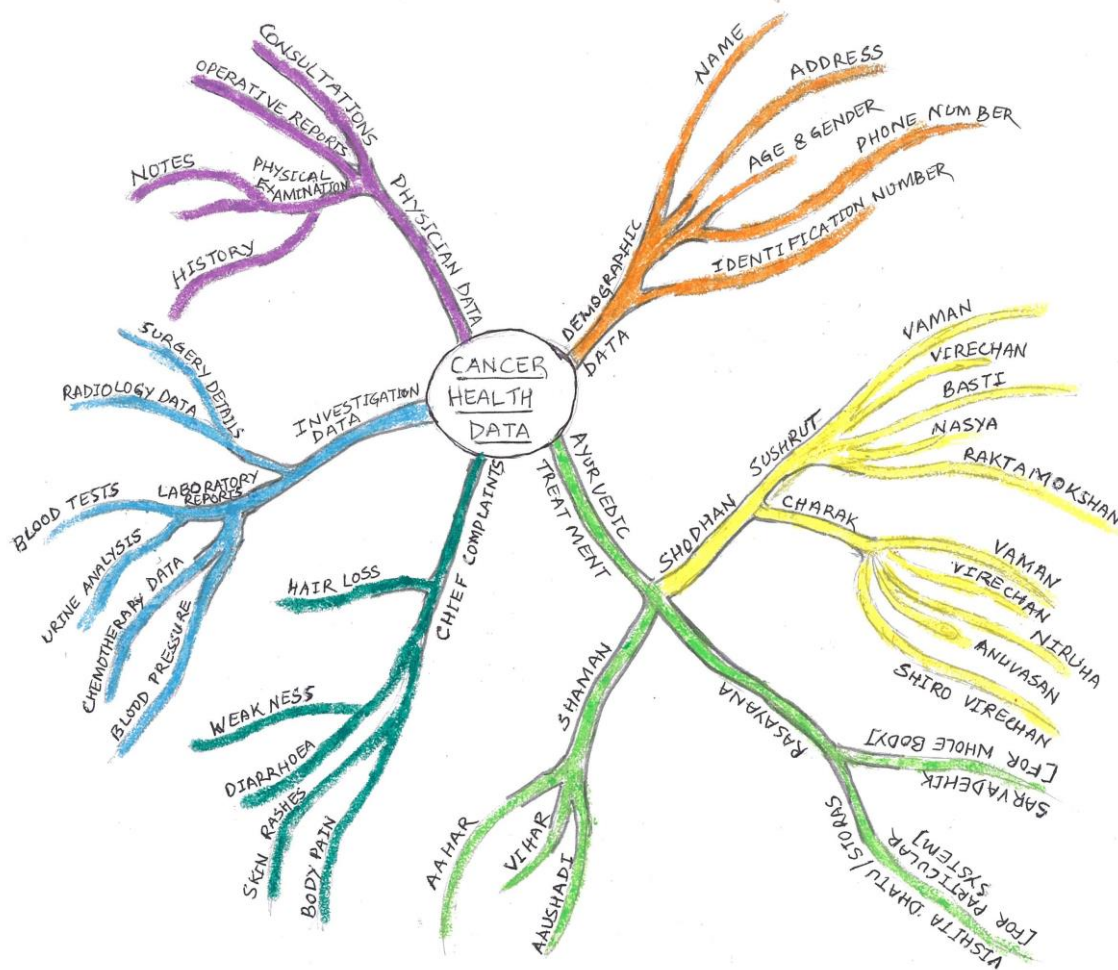 CANCER
HEALTH
DATA
PHYSICIAN DATA
CONSULTATIONS
OPERATIVE REPORTS
PHYSICAL
EXAMINATION
NOTES
HISTORY
DEMOGRAPHIC
DATA
NAME
ADDRESS
AGE & GENDER
PHONE NUMBER
IDENTIFICATION NUMBER
INVESTIGATION
DATA
SURGERY DETAILS
RADIOLOGY DATA
LABORATORY
REPORTS
BLOOD TESTS
URINE ANALYSIS
CHEMOTHERAPY DATA
BLOOD PRESSURE
CHIEF COMPLAINTS
HAIR LOSS
WEAKNESS
DIARRHOEA
SKIN RASHES
BODY PAIN
AYURVEDIC
TREATMENT
SHODHAN
SUSHRUT
VAMAN
VIRECHAN
BASTI
NASYA
RAKTAMOKSHAN
CHARAK
VAMAN
VIRECHAN
NIRUHA
ANUVASAN
SHIRO VIRECHAN
SHAMAN
AAHAR
VIHAR
AAUSHADI
RASAYANA
SARVADEHIK
[FOR WHOLE BODY]
VISHITA DHATU/STORAS
[FOR PARTICULAR
SYSTEM]